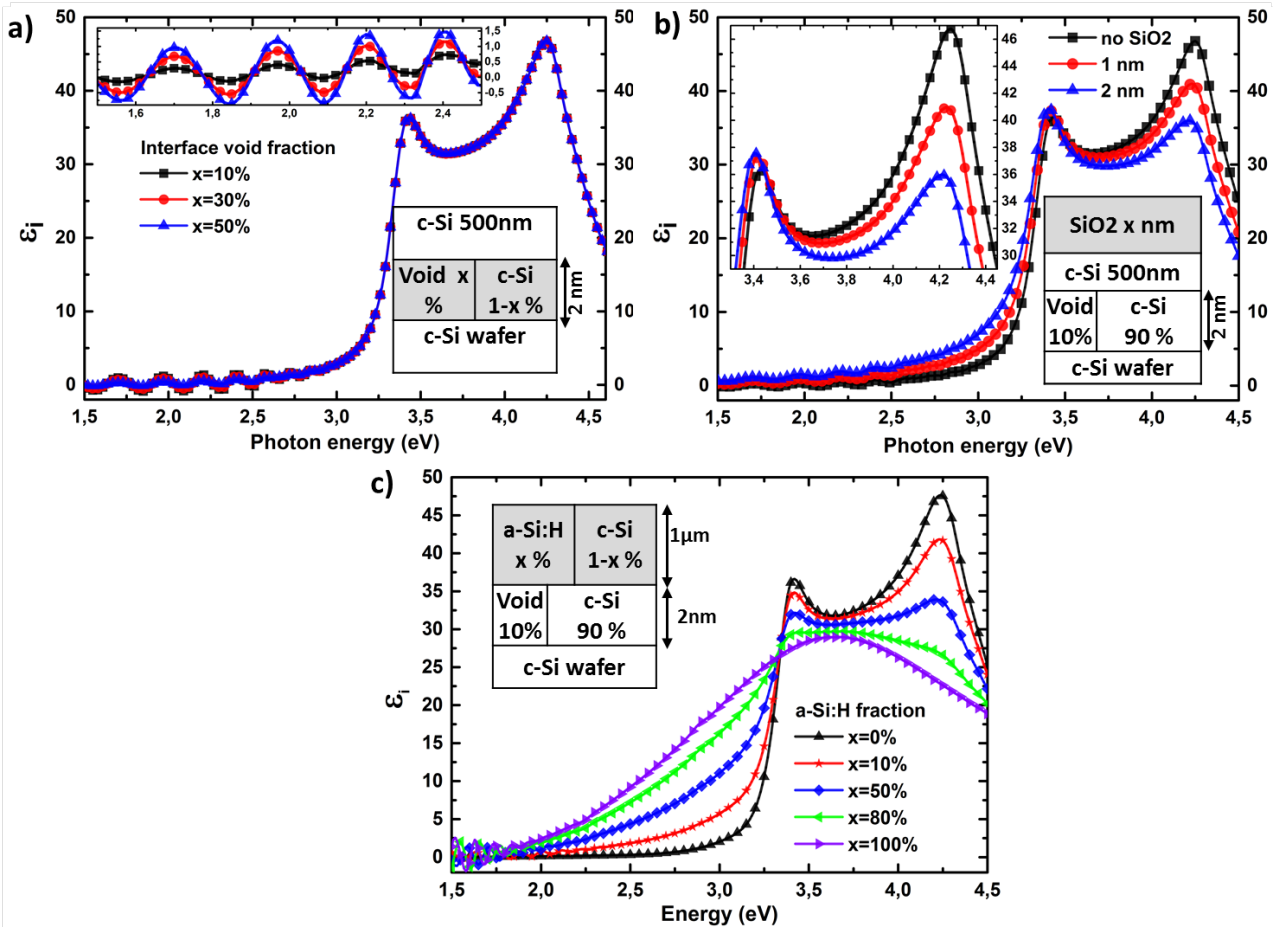 a)
50
40
30
20
10
0
εi
1,5
1,0
0,5
0,0
-0,5
1,6
1,8
2,0
2,2
2,4
Interface void fraction
x=10%
x=30%
x=50%
c-Si 500nm
Void x
%
c-Si
1-x %
2 nm
c-Si wafer
50
40
30
20
10
0
1,5 2,0 2,5 3,0 3,5 4,0 4,5
Photon energy (eV)
b)
εi
46
44
42
40
38
36
34
32
30
3,4 3,6 3,8 4,0 4,2 4,4
no SiO2
1 nm
2 nm
SiO2 x nm
c-Si 500nm
Void
10%
c-Si
90 %
2 nm
c-Si wafer
50
40
30
20
10
0
1,5 2,0 2,5 3,0 3,5 4,0 4,5
Photon energy (eV)
c)
50
45
40
35
30
25
20
15
10
5
0
εi
a-Si:H
x %
c-Si
1-x %
1µm
Void
10%
c-Si
90 %
2nm
c-Si wafer
a-Si:H fraction
x=0%
x=10%
x=50%
x=80%
x=100%
1,5 2,0 2,5 3,0 3,5 4,0 4,5
Energy (eV)